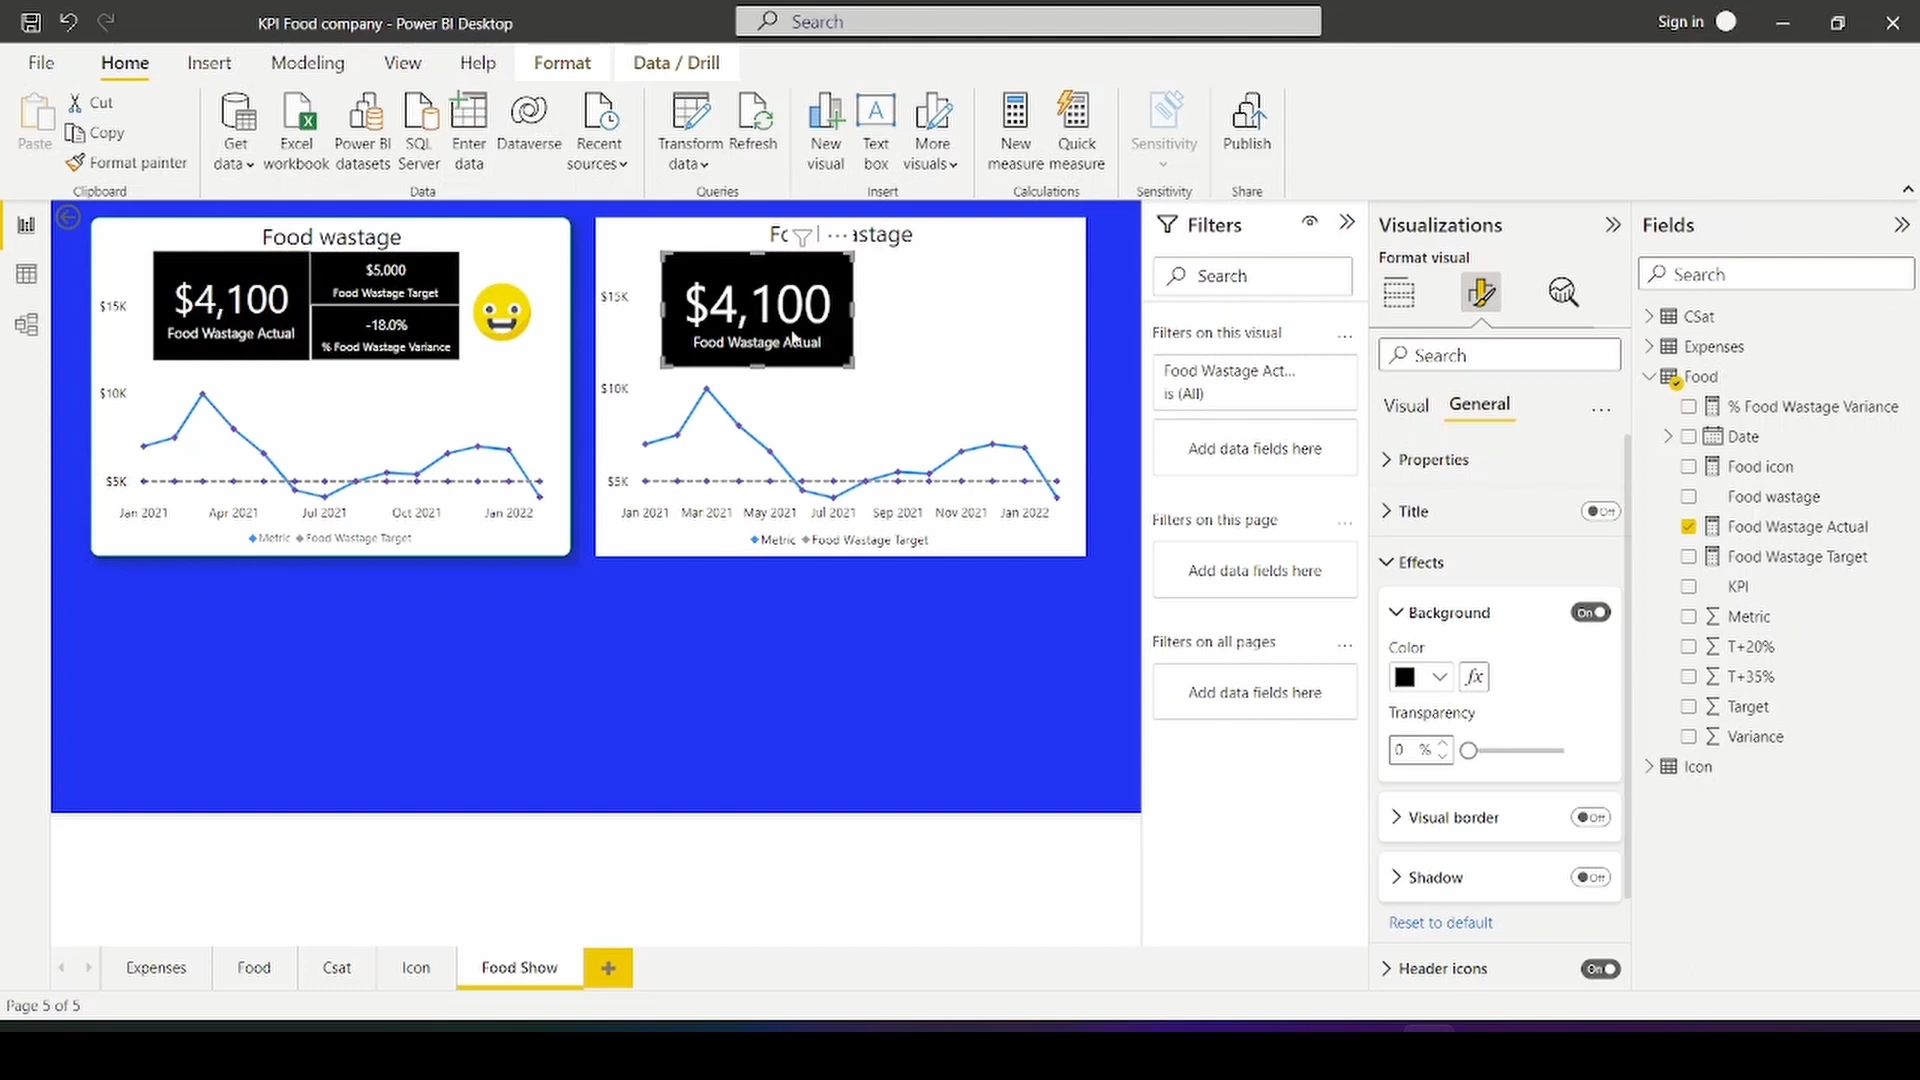 KPI Food company - Power BI Desktop
Search
Sign in
File
Home
Insert
Modeling
View
Help
Format
Data / Drill
Paste
Cut
Copy
Format painter
Clipboard
Get
data
Excel
workbook
Power BI
datasets
SQL
Server
Enter
data
Dataverse
Recent
sources
Data
Transform
data
Refresh
Queries
New
visual
Text
box
More
visuals
Insert
New
measure
Quick
measure
Calculations
Sensitivity
Sensitivity
Publish
Share
Food wastage
$4,100
Food Wastage Actual
$5,000
Food Wastage Target
-18.0%
% Food Wastage Variance
$15K
$10K
$5K
Jan 2021
Apr 2021
Jul 2021
Oct 2021
Jan 2022
Metric
Food Wastage Target
$4,100
Food Wastage Actual
$15K
$10K
$5K
Jan 2021
Mar 2021
May 2021
Jul 2021
Sep 2021
Nov 2021
Jan 2022
Metric
Food Wastage Target
Filters
Search
Filters on this visual
...
Food Wastage Act...
is (All)
Add data fields here
Filters on this page
...
Add data fields here
Filters on all pages
...
Add data fields here
Visualizations
Format visual
Search
Visual
General
...
Properties
Title
Off
Effects
Background
On
Color
fx
Transparency
0 %
Visual border
Off
Shadow
Off
Reset to default
Header icons
On
Fields
Search
CSat
Expenses
Food
% Food Wastage Variance
Date
Food icon
Food wastage
Food Wastage Actual
Food Wastage Target
KPI
Metric
T+20%
T+35%
Target
Variance
Icon
Expenses
Food
Csat
Icon
Food Show
Page 5 of 5